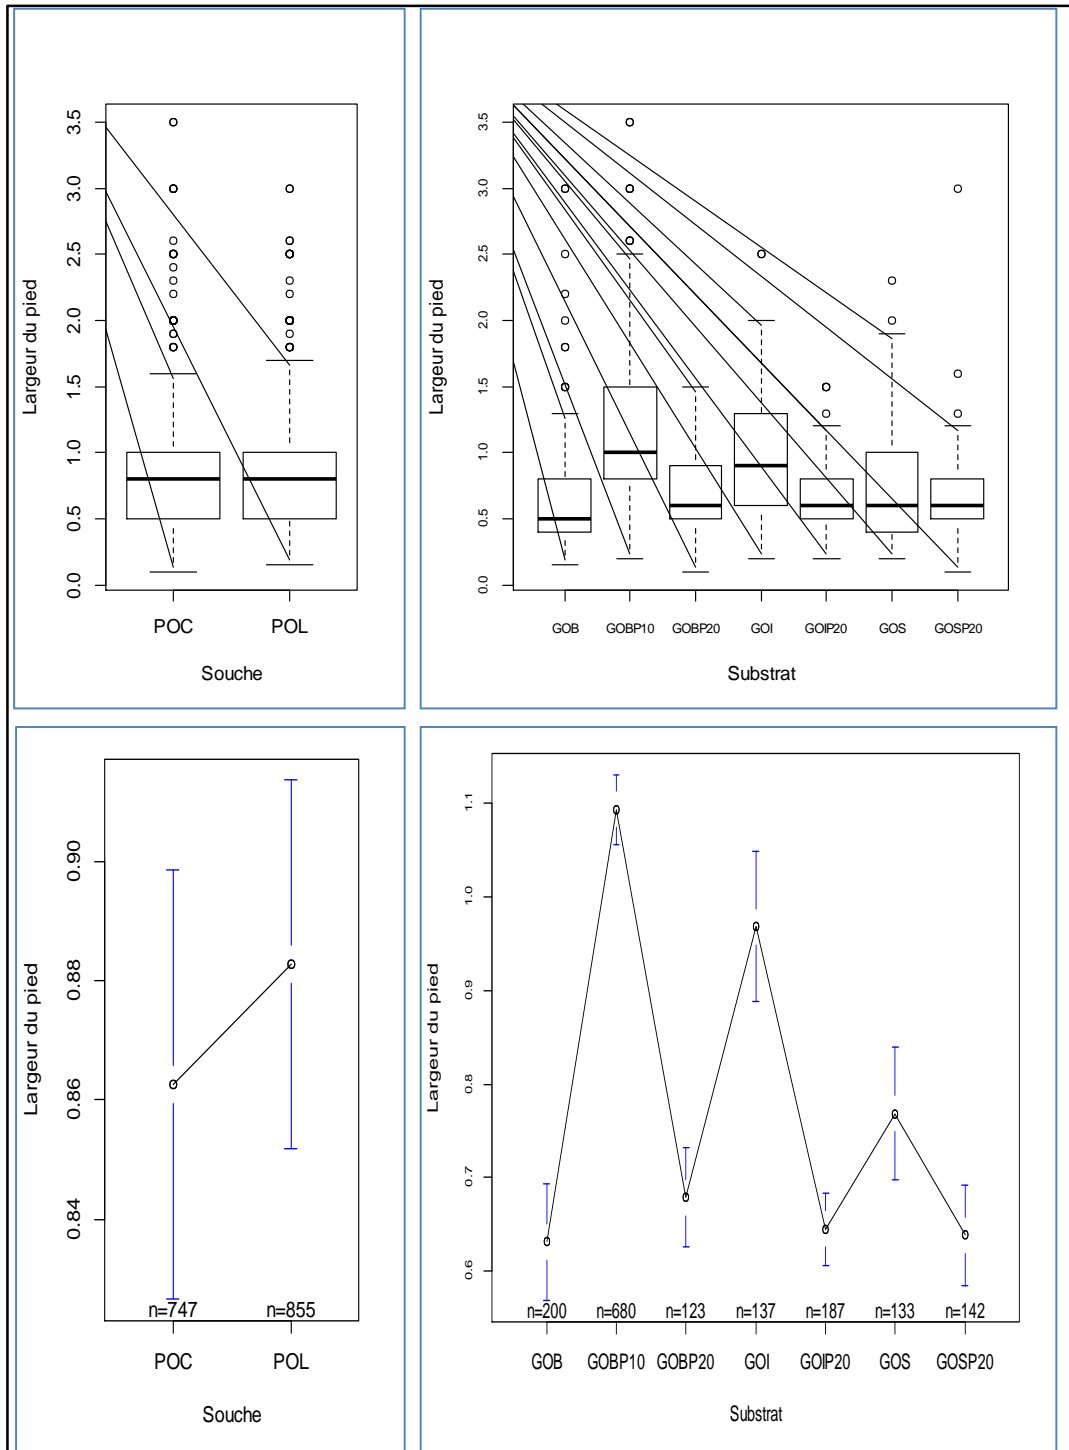 Largeur du pied
3.5
3.0
2.5
2.0
1.5
1.0
0.5
0.0
POC POL
Souche
Largeur du pied
3.5
3.0
2.5
2.0
1.5
1.0
0.5
0.0
GOB GOBP10 GOBP20 GOI GOIP20 GOS GOSP20
Substrat
Largeur du pied
0.90
0.88
0.86
0.84
n=747 n=855
POC POL
Souche
Largeur du pied
1.1
1.0
0.9
0.8
0.7
0.6
n=200 n=680 n=123 n=137 n=187 n=133 n=142
GOB GOBP10 GOBP20 GOI GOIP20 GOS GOSP20
Substrat